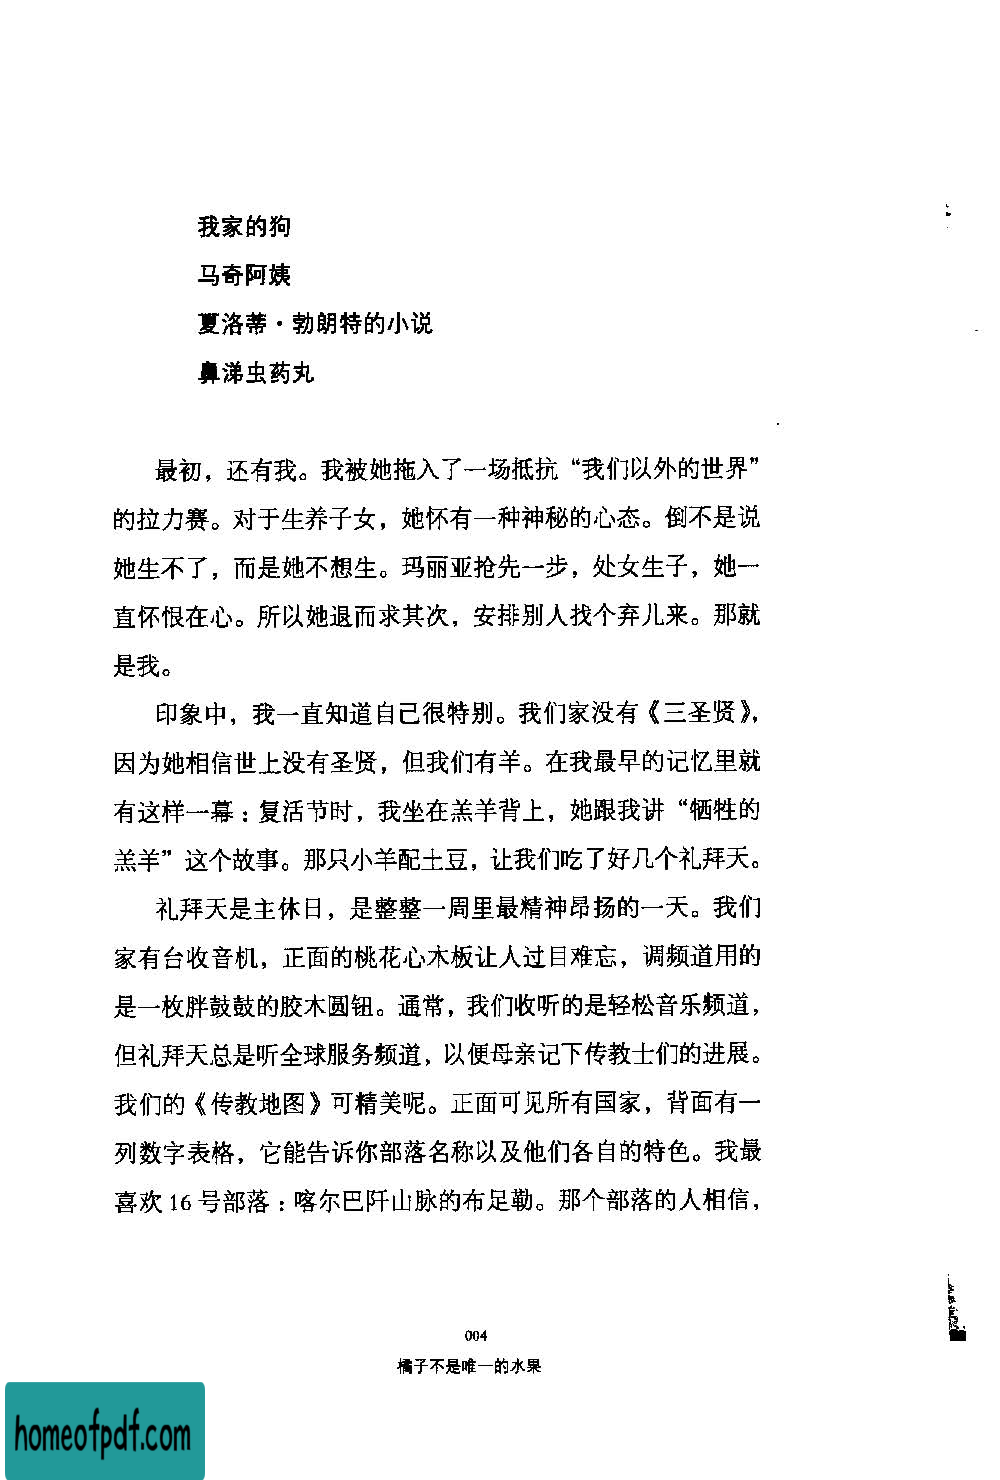 我家的狗
马奇阿姨
夏洛蒂·勃朗特的小说
鼻涕虫药丸
最初，还有我。我被她拖入了一场抵抗“我们以外的世界”
的拉力赛。对于生养子女，她怀有一种神秘的心态。倒不是说
她生不了，而是她不想生。玛丽亚抢先一步，处女生子，她一
直怀恨在心。所以她退而求其次，安排别人找个弃儿来。那就
是我。
印象中，我一直知道自己很特别。我们家没有《三圣贤》，
因为她相信世上没有圣贤，但我们有羊。在我最早的记忆里就
有这样一幕：复活节时，我坐在羔羊背上，她跟我讲“牺牲的
羔羊”这个故事。那只小羊配土豆，让我们吃了好几个礼拜天。
礼拜天是主休日，是整整一周里最精神昂扬的一天。我们
家有台收音机，正面的桃花心木板让人过目难忘，调频道用的
是一枚胖鼓鼓的胶木圆钮。通常，我们收听的是轻松音乐频道，
但礼拜天总是听全球服务频道，以便母亲记下传教士们的进展。
我们的《传教地图》可精美呢。正面可见所有国家，背面有一
列数字表格，它能告诉你部落名称以及他们各自的特色。我最
喜欢16号部落：喀尔巴阡山脉的布足勒。那个部落的人相信，
004
橘子不是唯一的水果
homeofpdf.com